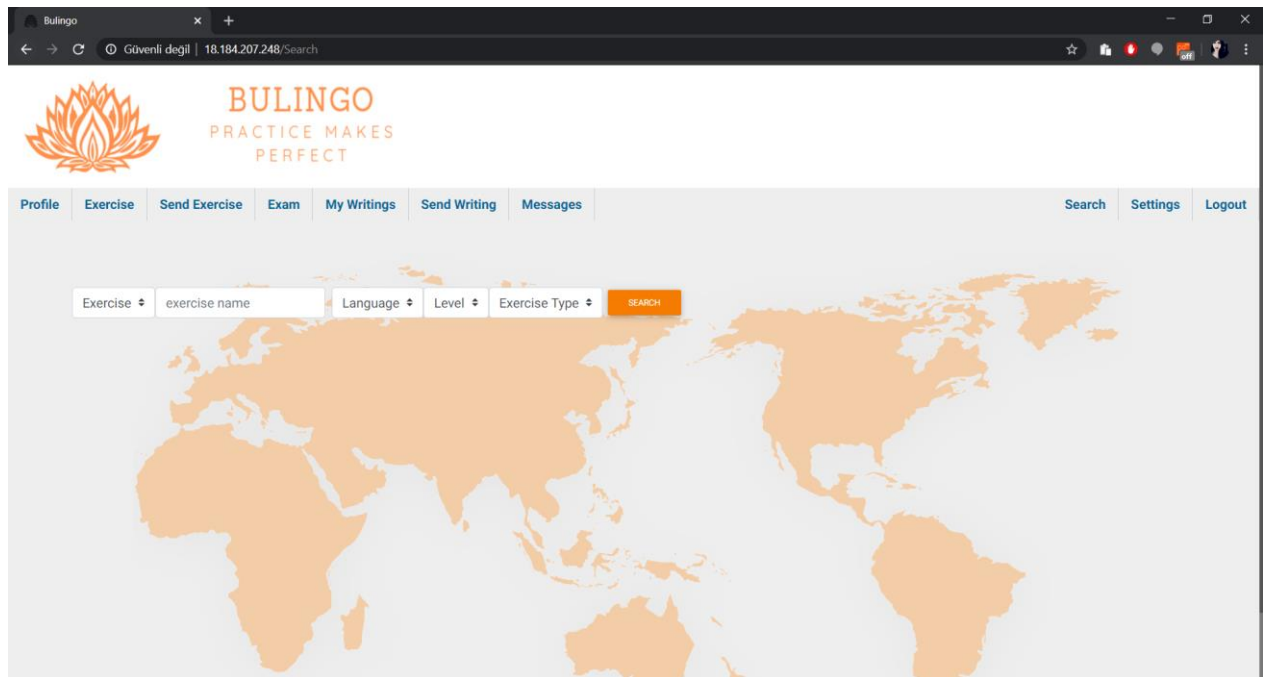 Bulingo
Güvenli değil | 18.184.207.248/Search
off
BULINGO
PRACTICE MAKES
PERFECT
Profile Exercise Send Exercise Exam My Writings Send Writing Messages Search Settings Logout
Exercise exercise name Language Level Exercise Type SEARCH